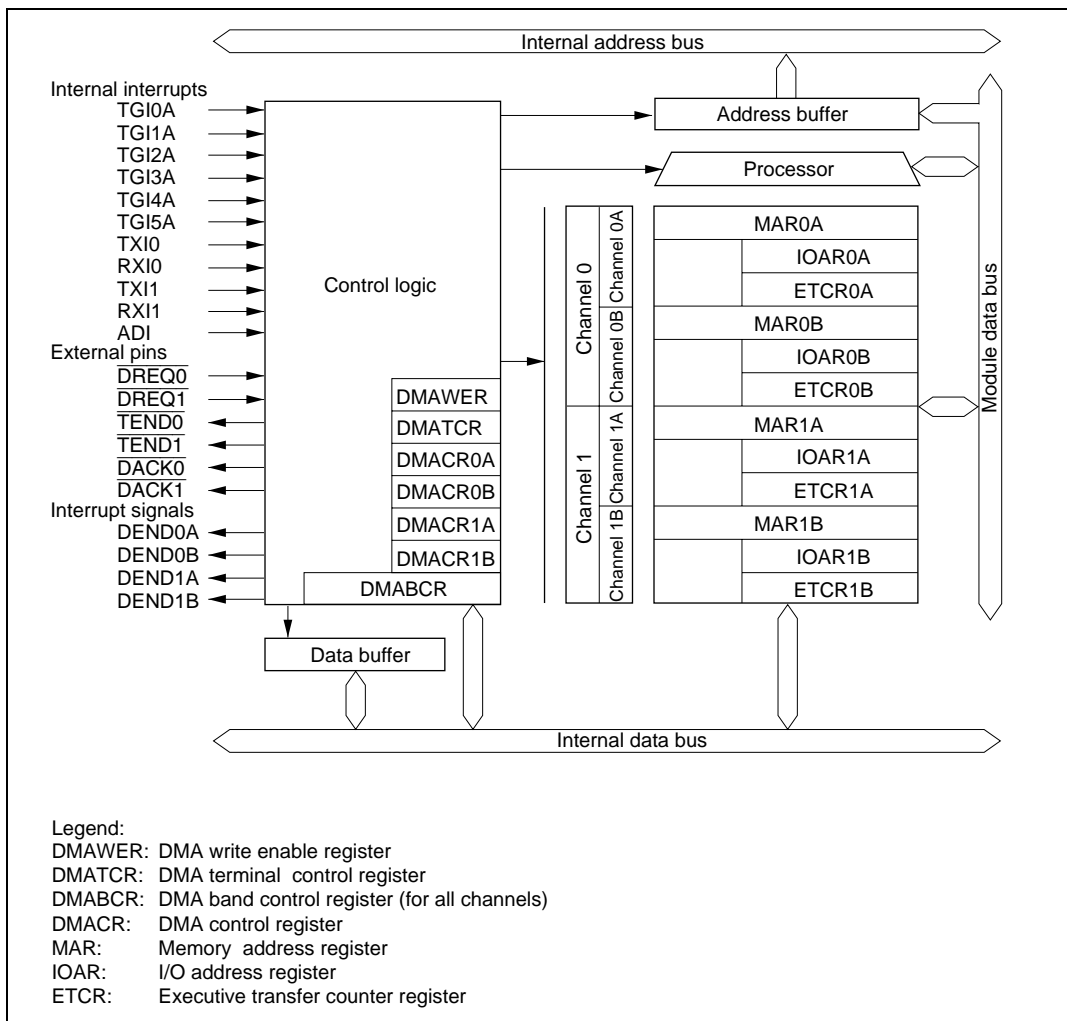 Internal address bus
Internal interrupts
TGI0A
TGI1A
TGI2A
TGI3A
TGI4A
TGI5A
TXI0
RXI0
TXI1
RXI1
ADI
External pins
DREQ0
DREQ1
TEND0
TEND1
DACK0
DACK1
Interrupt signals
DEND0A
DEND0B
DEND1A
DEND1B
Control logic
DMAWER
DMATCR
DMACR0A
DMACR0B
DMACR1A
DMACR1B
DMABCR
Data buffer
Address buffer
Processor
Channel 0
Channel 1
Channel 0A
Channel 0B
Channel 1A
Channel 1B
MAR0A
IOAR0A
ETCR0A
MAR0B
IOAR0B
ETCR0B
MAR1A
IOAR1A
ETCR1A
MAR1B
IOAR1B
ETCR1B
Module data bus
Internal data bus
Legend:
DMAWER: DMA write enable register
DMATCR: DMA terminal control register
DMABCR: DMA band control register (for all channels)
DMACR: DMA control register
MAR: Memory address register
IOAR: I/O address register
ETCR: Executive transfer counter register